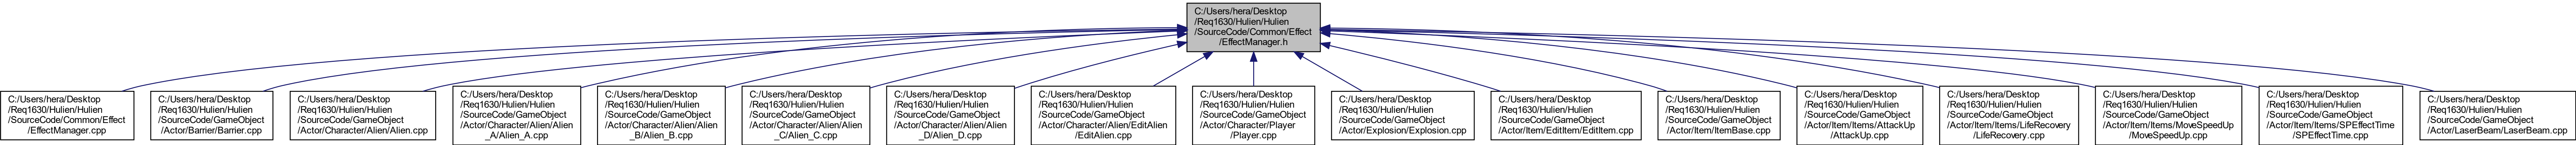 C:/Users/hera/Desktop
/Req1630/Hulien/Hulien
/SourceCode/Common/Effect
/EffectManager.h
C:/Users/hera/Desktop
/Req1630/Hulien/Hulien
/SourceCode/Common/Effect
/EffectManager.cpp
C:/Users/hera/Desktop
/Req1630/Hulien/Hulien
/SourceCode/GameObject
/Actor/Barrier/Barrier.cpp
C:/Users/hera/Desktop
/Req1630/Hulien/Hulien
/SourceCode/GameObject
/Actor/Character/Alien/Alien.cpp
C:/Users/hera/Desktop
/Req1630/Hulien/Hulien
/SourceCode/GameObject
/Actor/Character/Alien/Alien
_A/Alien_A.cpp
C:/Users/hera/Desktop
/Req1630/Hulien/Hulien
/SourceCode/GameObject
/Actor/Character/Alien/Alien
_B/Alien_B.cpp
C:/Users/hera/Desktop
/Req1630/Hulien/Hulien
/SourceCode/GameObject
/Actor/Character/Alien/Alien
_C/Alien_C.cpp
C:/Users/hera/Desktop
/Req1630/Hulien/Hulien
/SourceCode/GameObject
/Actor/Character/Alien/Alien
_D/Alien_D.cpp
C:/Users/hera/Desktop
/Req1630/Hulien/Hulien
/SourceCode/GameObject
/Actor/Character/Alien/EditAlien
/EditAlien.cpp
C:/Users/hera/Desktop
/Req1630/Hulien/Hulien
/SourceCode/GameObject
/Actor/Character/Player
/Player.cpp
C:/Users/hera/Desktop
/Req1630/Hulien/Hulien
/SourceCode/GameObject
/Actor/Explosion/Explosion.cpp
C:/Users/hera/Desktop
/Req1630/Hulien/Hulien
/SourceCode/GameObject
/Actor/Item/EditItem/EditItem.cpp
C:/Users/hera/Desktop
/Req1630/Hulien/Hulien
/SourceCode/GameObject
/Actor/Item/ItemBase.cpp
C:/Users/hera/Desktop
/Req1630/Hulien/Hulien
/SourceCode/GameObject
/Actor/Item/Items/AttackUp
/AttackUp.cpp
C:/Users/hera/Desktop
/Req1630/Hulien/Hulien
/SourceCode/GameObject
/Actor/Item/Items/LifeRecovery
/LifeRecovery.cpp
C:/Users/hera/Desktop
/Req1630/Hulien/Hulien
/SourceCode/GameObject
/Actor/Item/Items/MoveSpeedUp
/MoveSpeedUp.cpp
C:/Users/hera/Desktop
/Req1630/Hulien/Hulien
/SourceCode/GameObject
/Actor/Item/Items/SPEffectTime
/SPEffectTime.cpp
C:/Users/hera/Desktop
/Req1630/Hulien/Hulien
/SourceCode/GameObject
/Actor/LaserBeam/LaserBeam.cpp